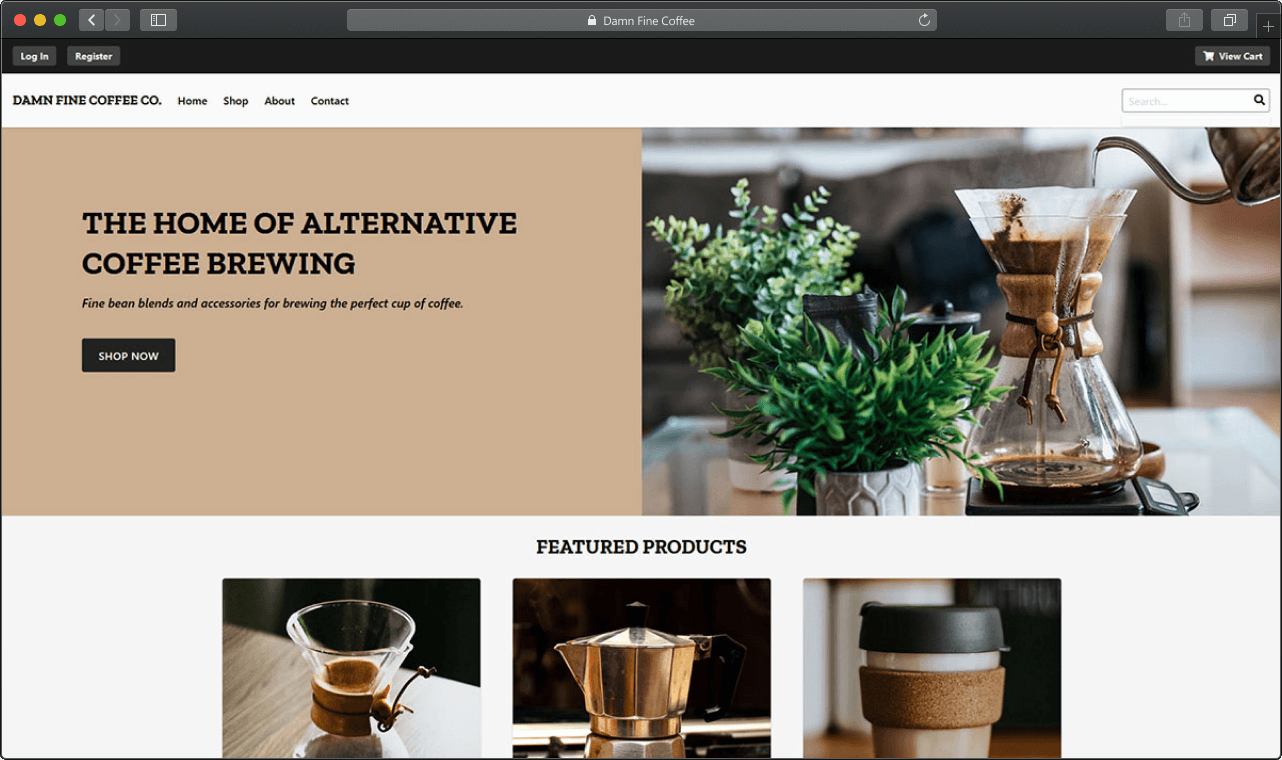 Damn Fine Coffee
Log In
Register
View Cart
DAMN FINE COFFEE CO.
Home
Shop
About
Contact
Search...
THE HOME OF ALTERNATIVE
COFFEE BREWING
Fine bean blends and accessories for brewing the perfect cup of coffee.
SHOP NOW
FEATURED PRODUCTS